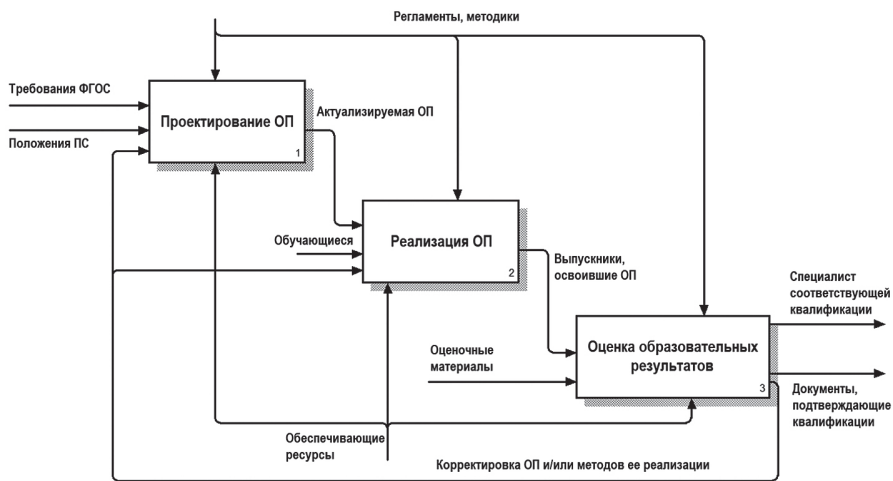 Регламенты, методики
Требования ФГОС
Проектирование ОП
1
Актуализируемая ОП
Положения ПС
Обучающиеся
Реализация ОП
2
Выпускники,
освоившие ОП
Специалист
соответствующей
квалификации
Оценочные
материалы
Оценка образовательных
результатов
3
Документы,
подтверждающие
квалификации
Обеспечивающие
ресурсы
Корректировка ОП и/или методов ее реализации